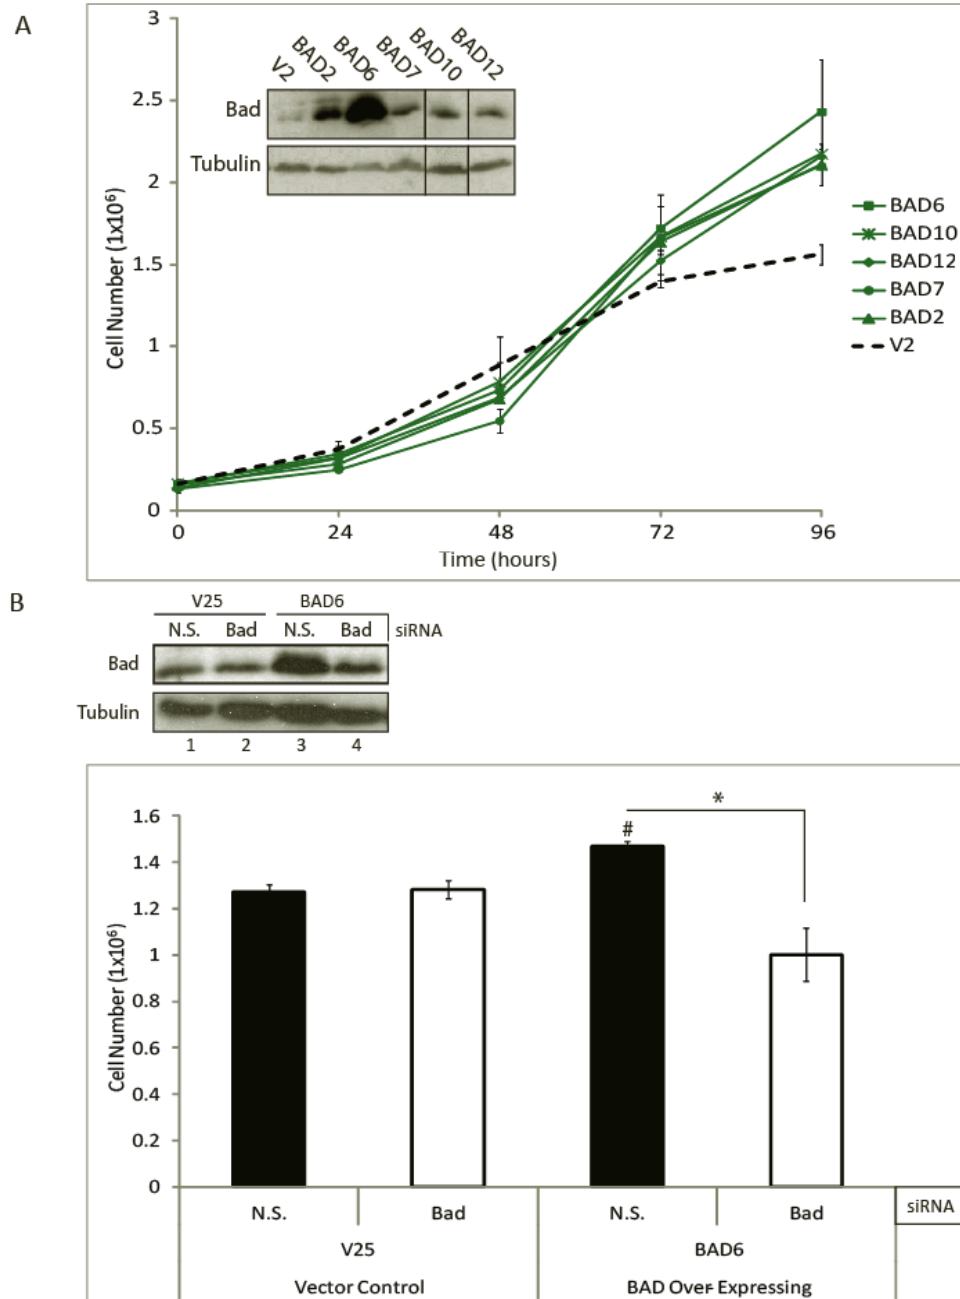 A
3
2.5
2
1.5
1
0.5
0
Cell Number (1x10⁶)
V2 BAD2 BAD6 BAD7 BAD10 BAD12
Bad
Tubulin
BAD6
BAD10
BAD12
BAD7
BAD2
V2
0 24 48 72 96
Time (hours)
B
V25 BAD6
N.S. Bad N.S. Bad siRNA
Bad
Tubulin
1 2 3 4
1.6
1.4
1.2
1
0.8
0.6
0.4
0.2
0
Cell Number (1x10⁶)
*
#
N.S. Bad N.S. Bad siRNA
V25 BAD6
Vector Control BAD Over-Expressing